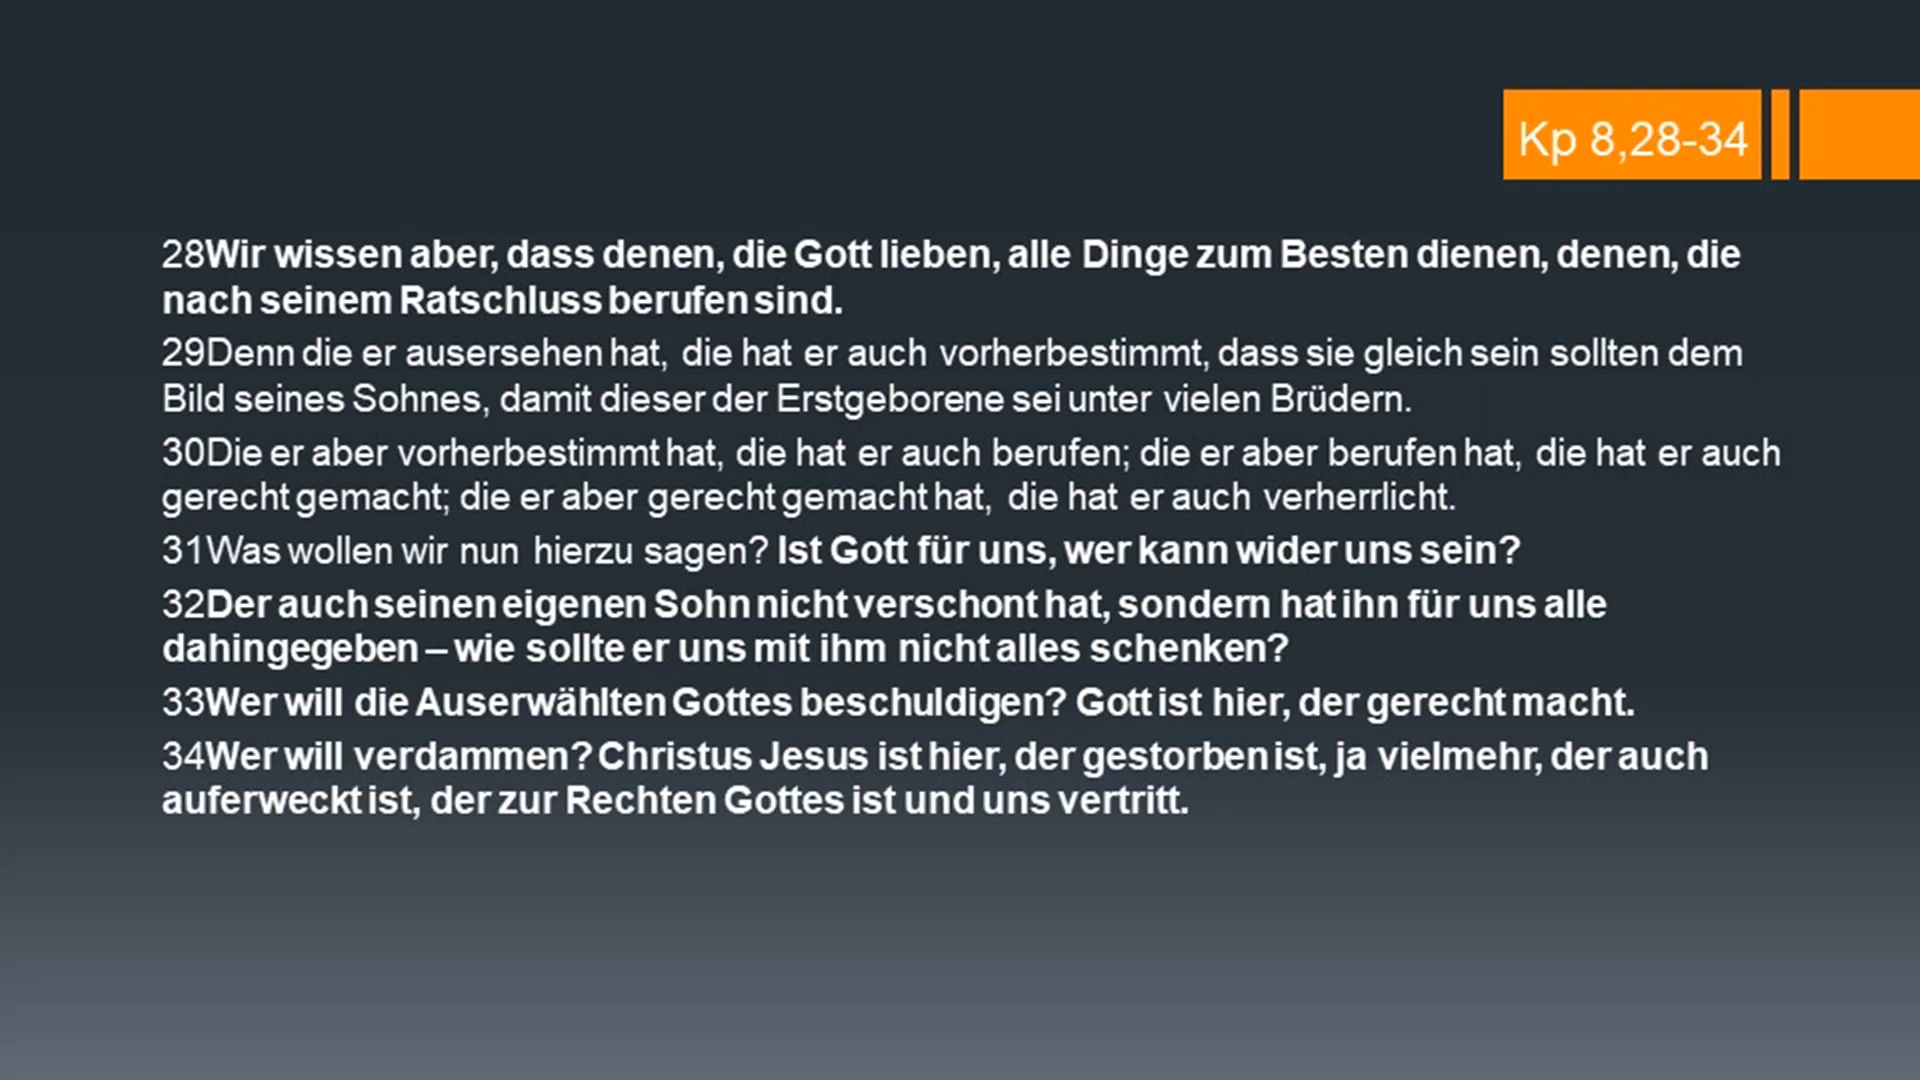 Kp 8,28-34
28Wir wissen aber, dass denen, die Gott lieben, alle Dinge zum Besten dienen, denen, die
nach seinem Ratschluss berufen sind.
29Denn die er ausersehen hat, die hat er auch vorherbestimmt, dass sie gleich sein sollten dem
Bild seines Sohnes, damit dieser der Erstgeborene sei unter vielen Brüdern.
30Die er aber vorherbestimmt hat, die hat er auch berufen; die er aber berufen hat, die hat er auch
gerecht gemacht; die er aber gerecht gemacht hat, die hat er auch verherrlicht.
31Was wollen wir nun hierzu sagen? Ist Gott für uns, wer kann wider uns sein?
32Der auch seinen eigenen Sohn nicht verschont hat, sondern hat ihn für uns alle
dahingegeben – wie sollte er uns mit ihm nicht alles schenken?
33Wer will die Auserwählten Gottes beschuldigen? Gott ist hier, der gerecht macht.
34Wer will verdammen? Christus Jesus ist hier, der gestorben ist, ja vielmehr, der auch
auferweckt ist, der zur Rechten Gottes ist und uns vertritt.